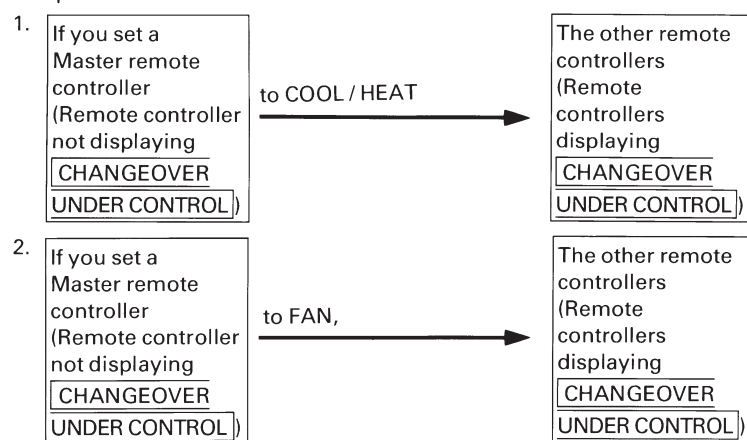 1. If you set a
Master remote
controller
(Remote controller
not displaying
CHANGEOVER
UNDER CONTROL)
to COOL / HEAT
The other remote
controllers
(Remote
controllers
displaying
CHANGEOVER
UNDER CONTROL)
2. If you set a
Master remote
controller
(Remote controller
not displaying
CHANGEOVER
UNDER CONTROL)
to FAN,
The other remote
controllers
(Remote
controllers
displaying
CHANGEOVER
UNDER CONTROL)